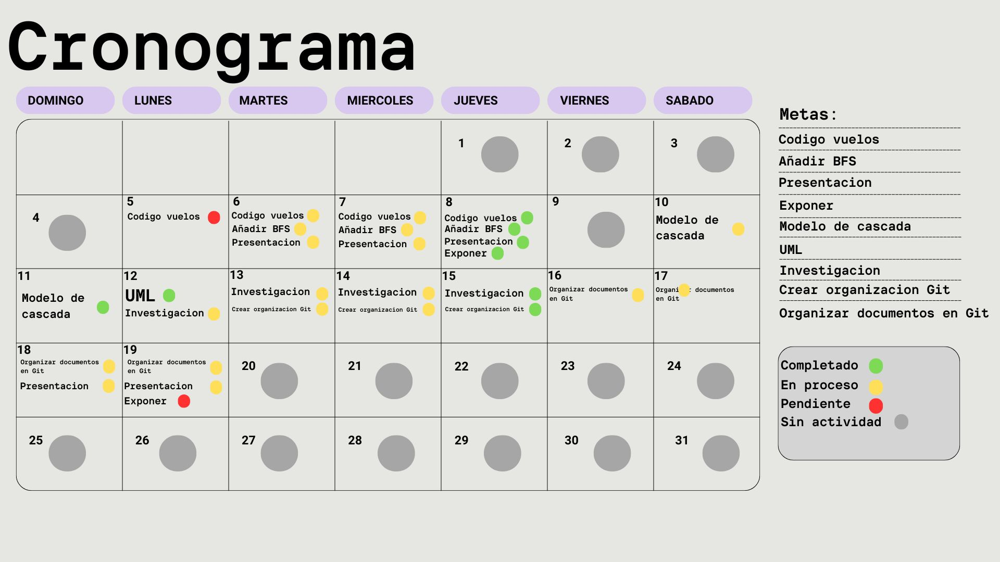 Cronograma
DOMINGO LUNES MARTES MIERCOLES JUEVES VIERNES SABADO
1 2 3
4
5
Codigo vuelos
6
Codigo vuelos
Añadir BFS
Presentacion
7
Codigo vuelos
Añadir BFS
Presentacion
8
Codigo vuelos
Añadir BFS
Presentacion
Exponer
9
10
Modelo de
cascada
11
Modelo de
cascada
12
UML
Investigacion
13
Investigacion
Crear organizacion Git
14
Investigacion
Crear organizacion Git
15
Investigacion
Crear organizacion Git
16
Organizar documentos
en Git
17
Organizar documentos
en Git
18
Organizar documentos
en Git
Presentacion
19
Organizar documentos
en Git
Presentacion
Exponer
20 21 22 23 24
25 26 27 28 29 30 31
Metas:
Codigo vuelos
Añadir BFS
Presentacion
Exponer
Modelo de cascada
UML
Investigacion
Crear organizacion Git
Organizar documentos en Git
Completado
En proceso
Pendiente
Sin actividad